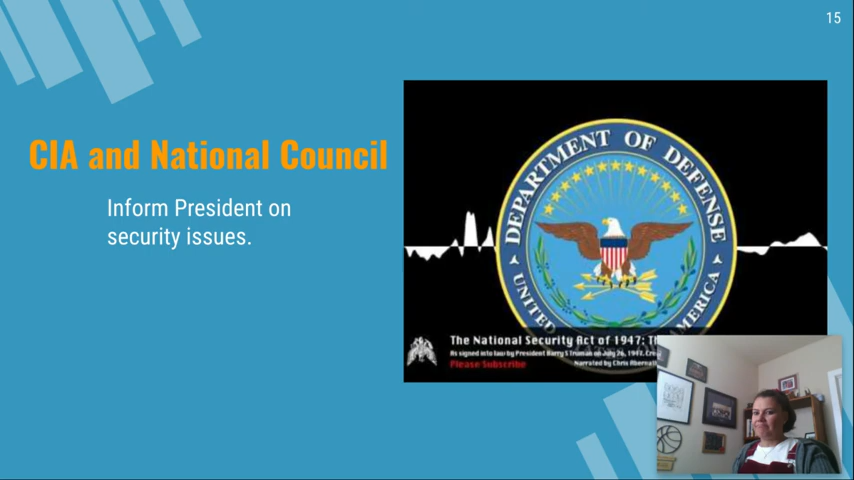 15
CIA and National Council
Inform President on
security issues.
DEPARTMENT OF DEFENSE
UNITED
AMERICA
The National Security Act of 1947: Th
As signed into law by President Harry S Truman on July 26, 1947. Cre
Please Subscribe
Narrated by Chris Abernat